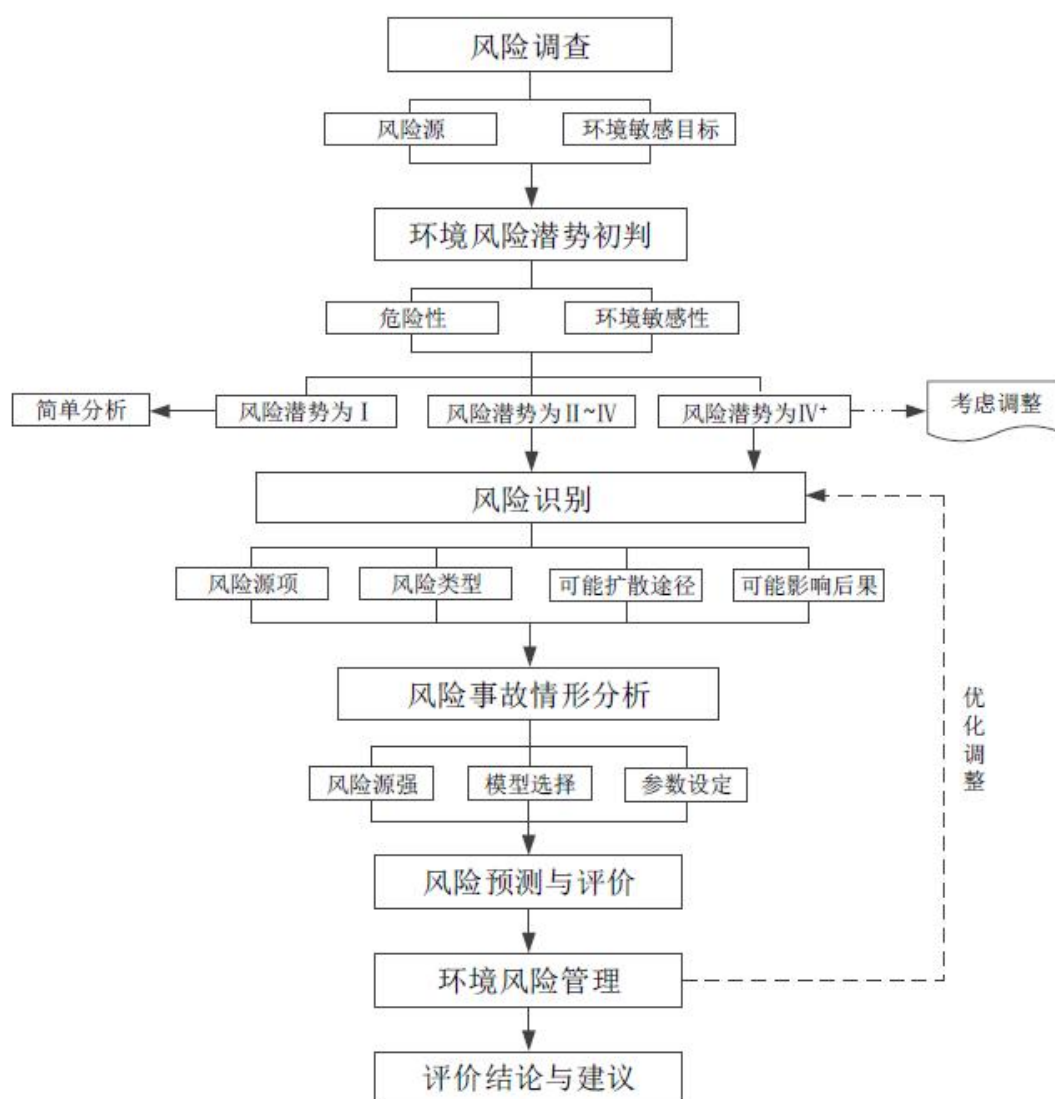 风险调查
风险源
环境敏感目标
环境风险潜势初判
危险性
环境敏感性
简单分析
风险潜势为Ⅰ
风险潜势为Ⅱ~Ⅳ
风险潜势为Ⅳ+
考虑调整
风险识别
风险源项
风险类型
可能扩散途径
可能影响后果
风险事故情形分析
优化调整
风险源强
模型选择
参数设定
风险预测与评价
环境风险管理
评价结论与建议